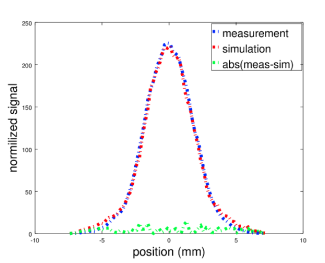 250
200
150
100
50
0
-10
-5
0
5
10
normilized signal
position (mm)
measurement
simulation
abs(meas-sim)